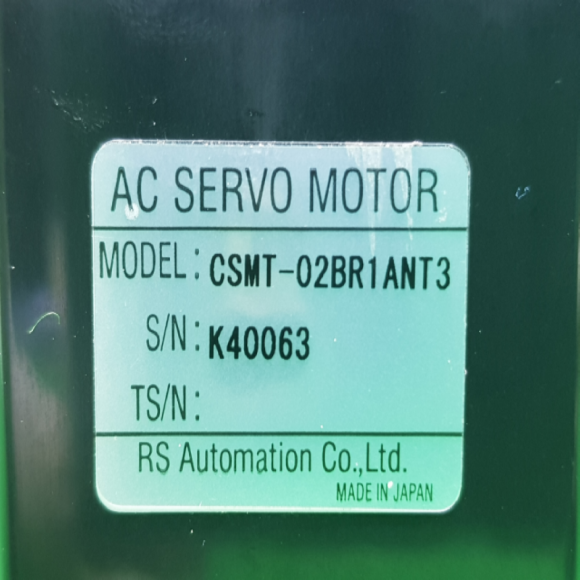 AC SERVO MOTOR
MODEL: CSMT-02BR1ANT3
S/N: K40063
TS/N:
RS Automation Co.,Ltd.
MADE IN JAPAN